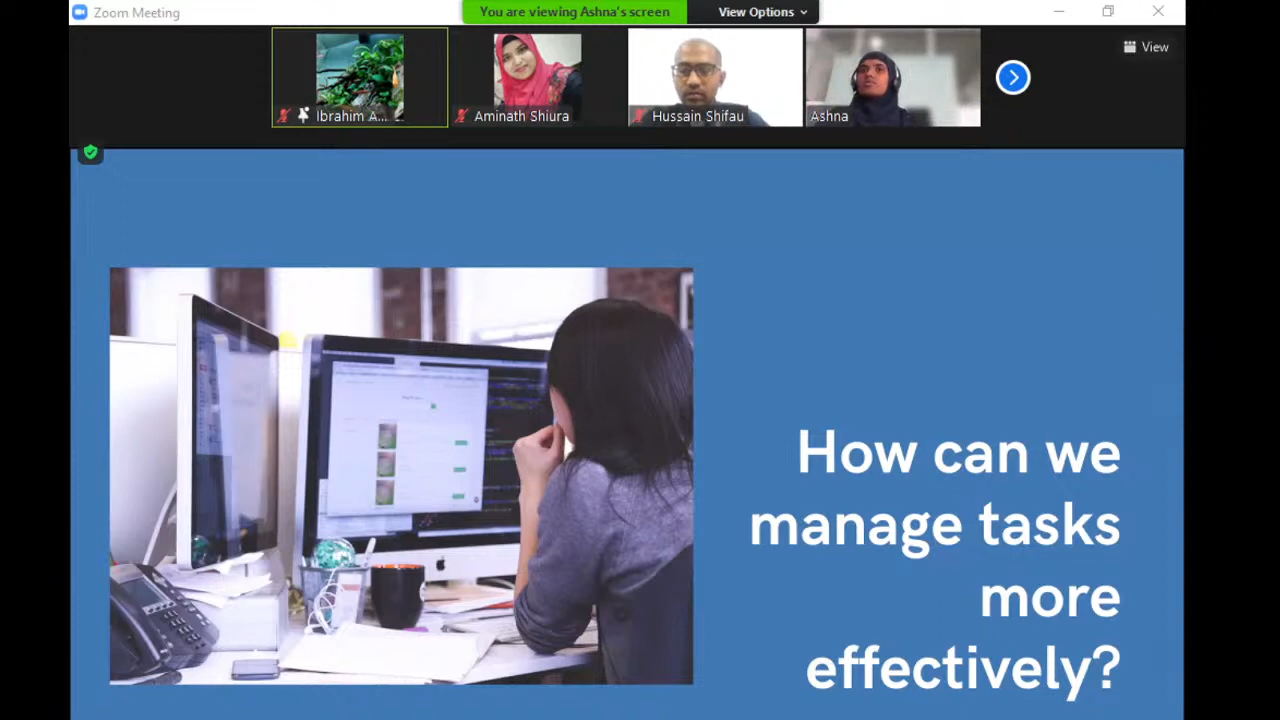 Zoom Meeting
You are viewing Ashna's screen
View Options
View
Ibrahim A...
Aminath Shiura
Hussain Shifau
Ashna
How can we
manage tasks
more
effectively?